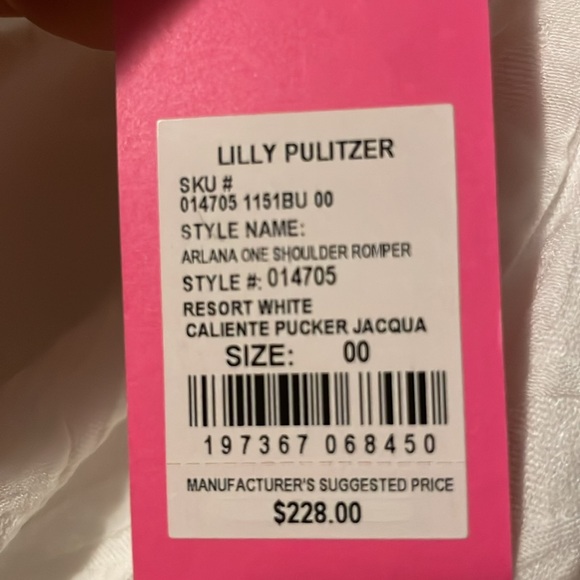 LILLY PULITZER
SKU #
014705 1151BU 00
STYLE NAME:
ARLANA ONE SHOULDER ROMPER
STYLE #: 014705
RESORT WHITE
CALIENTE PUCKER JACQUA
SIZE: 00
197367 068450
MANUFACTURER'S SUGGESTED PRICE
$228.00